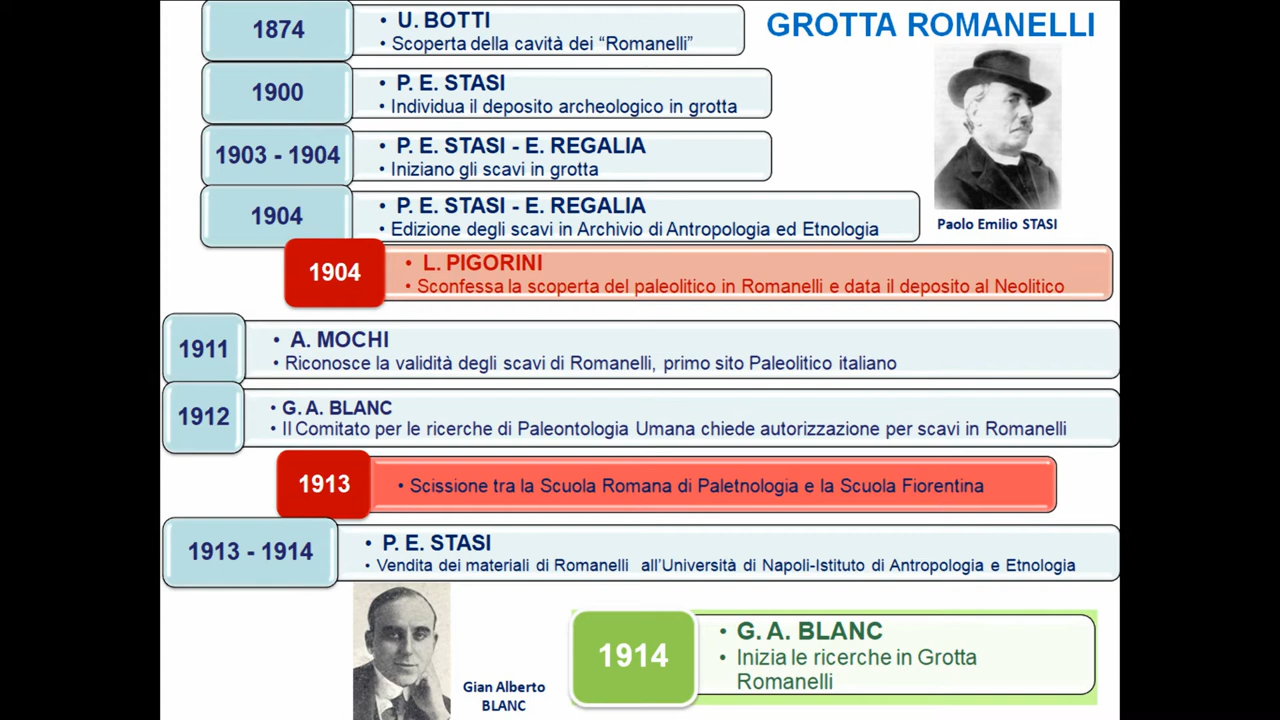 GROTTA ROMANELLI
1874
• U. BOTTI
• Scoperta della cavità dei “Romanelli”
1900
• P. E. STASI
• Individua il deposito archeologico in grotta
1903 - 1904
• P. E. STASI - E. REGALIA
• Iniziano gli scavi in grotta
1904
• P. E. STASI - E. REGALIA
• Edizione degli scavi in Archivio di Antropologia ed Etnologia
Paolo Emilio STASI
1904
• L. PIGORINI
• Sconfessa la scoperta del paleolitico in Romanelli e data il deposito al Neolitico
1911
• A. MOCHI
• Riconosce la validità degli scavi di Romanelli, primo sito Paleolitico italiano
1912
• G. A. BLANC
• Il Comitato per le ricerche di Paleontologia Umana chiede autorizzazione per scavi in Romanelli
1913
• Scissione tra la Scuola Romana di Paletnologia e la Scuola Fiorentina
1913 - 1914
• P. E. STASI
• Vendita dei materiali di Romanelli all’Università di Napoli-Istituto di Antropologia e Etnologia
Gian Alberto
BLANC
1914
• G. A. BLANC
• Inizia le ricerche in Grotta
Romanelli